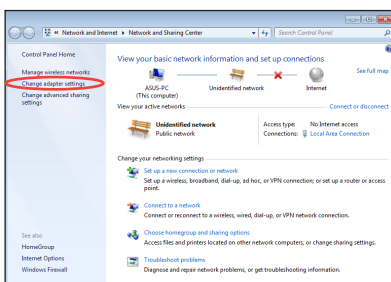 « Network and Internet ▸ Network and Sharing Center
Search Control Panel
Control Panel Home
Manage wireless networks
Change adapter settings
Change advanced sharing
settings
View your basic network information and set up connections
See full map
ASUS-PC
(This computer)
Unidentified network
Internet
View your active networks
Connect or disconnect
Unidentified network
Public network
Access type: No Internet access
Connections: Local Area Connection
Change your networking settings
Set up a new connection or network
Set up a wireless, broadband, dial-up, ad hoc, or VPN connection; or set up a router or access
point.
Connect to a network
Connect or reconnect to a wireless, wired, dial-up, or VPN network connection.
Choose homegroup and sharing options
Access files and printers located on other network computers, or change sharing settings.
Troubleshoot problems
Diagnose and repair network problems, or get troubleshooting information.
See also
HomeGroup
Internet Options
Windows Firewall